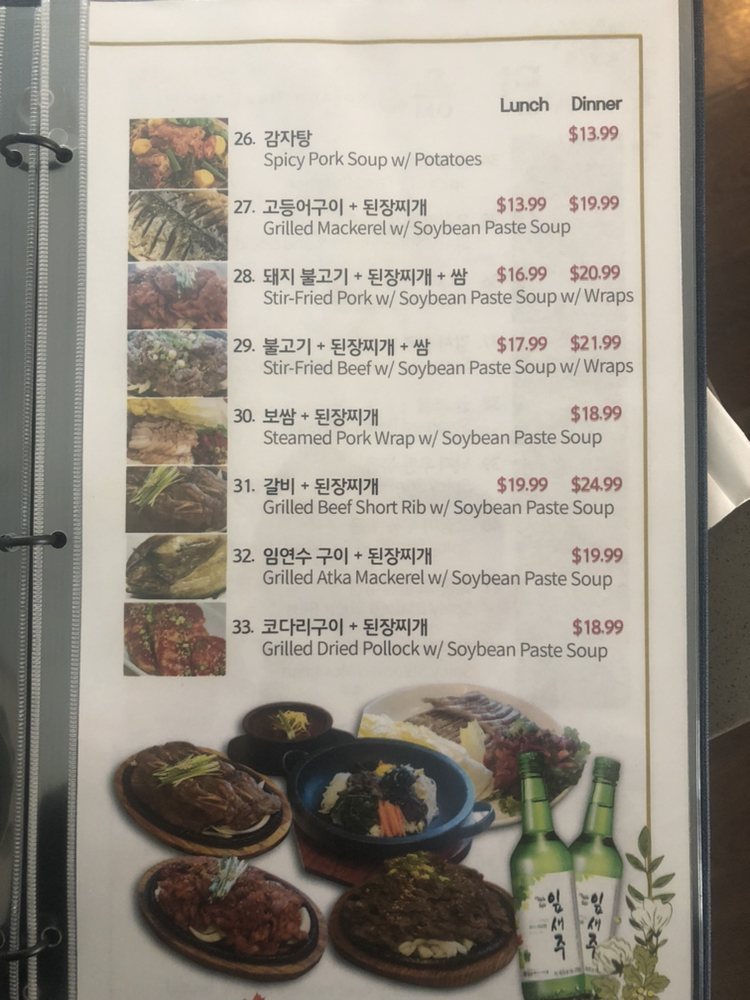 Lunch Dinner
26. 감자탕 $13.99
Spicy Pork Soup w/ Potatoes
27. 고등어구이 + 된장찌개 $13.99 $19.99
Grilled Mackerel w/ Soybean Paste Soup
28. 돼지 불고기 + 된장찌개 + 쌈 $16.99 $20.99
Stir-Fried Pork w/ Soybean Paste Soup w/ Wraps
29. 불고기 + 된장찌개 + 쌈 $17.99 $21.99
Stir-Fried Beef w/ Soybean Paste Soup w/ Wraps
30. 보쌈 + 된장찌개 $18.99
Steamed Pork Wrap w/ Soybean Paste Soup
31. 갈비 + 된장찌개 $19.99 $24.99
Grilled Beef Short Rib w/ Soybean Paste Soup
32. 임연수 구이 + 된장찌개 $19.99
Grilled Atka Mackerel w/ Soybean Paste Soup
33. 코다리구이 + 된장찌개 $18.99
Grilled Dried Pollock w/ Soybean Paste Soup
잎새주
잎새주